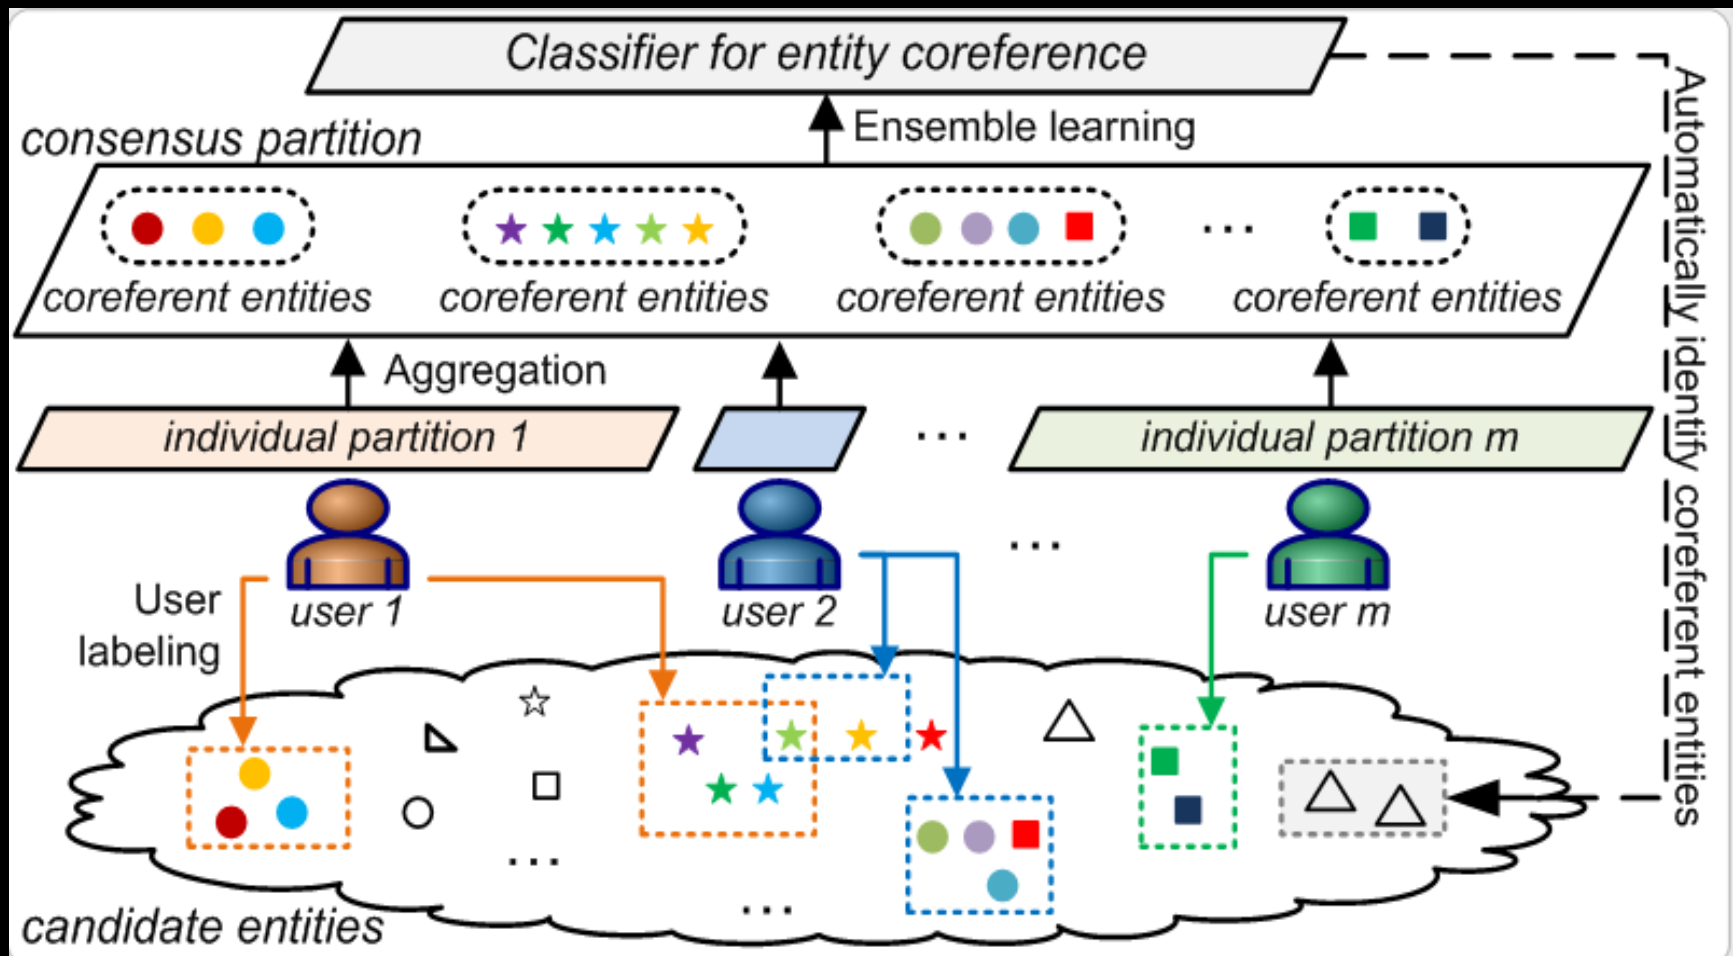 Classifier for entity coreference
Ensemble learning
consensus partition
coreferent entities
coreferent entities
coreferent entities
...
coreferent entities
Aggregation
individual partition 1
...
individual partition m
user 1
user 2
...
user m
User
labeling
...
...
candidate entities
Automatically identify coreferent entities